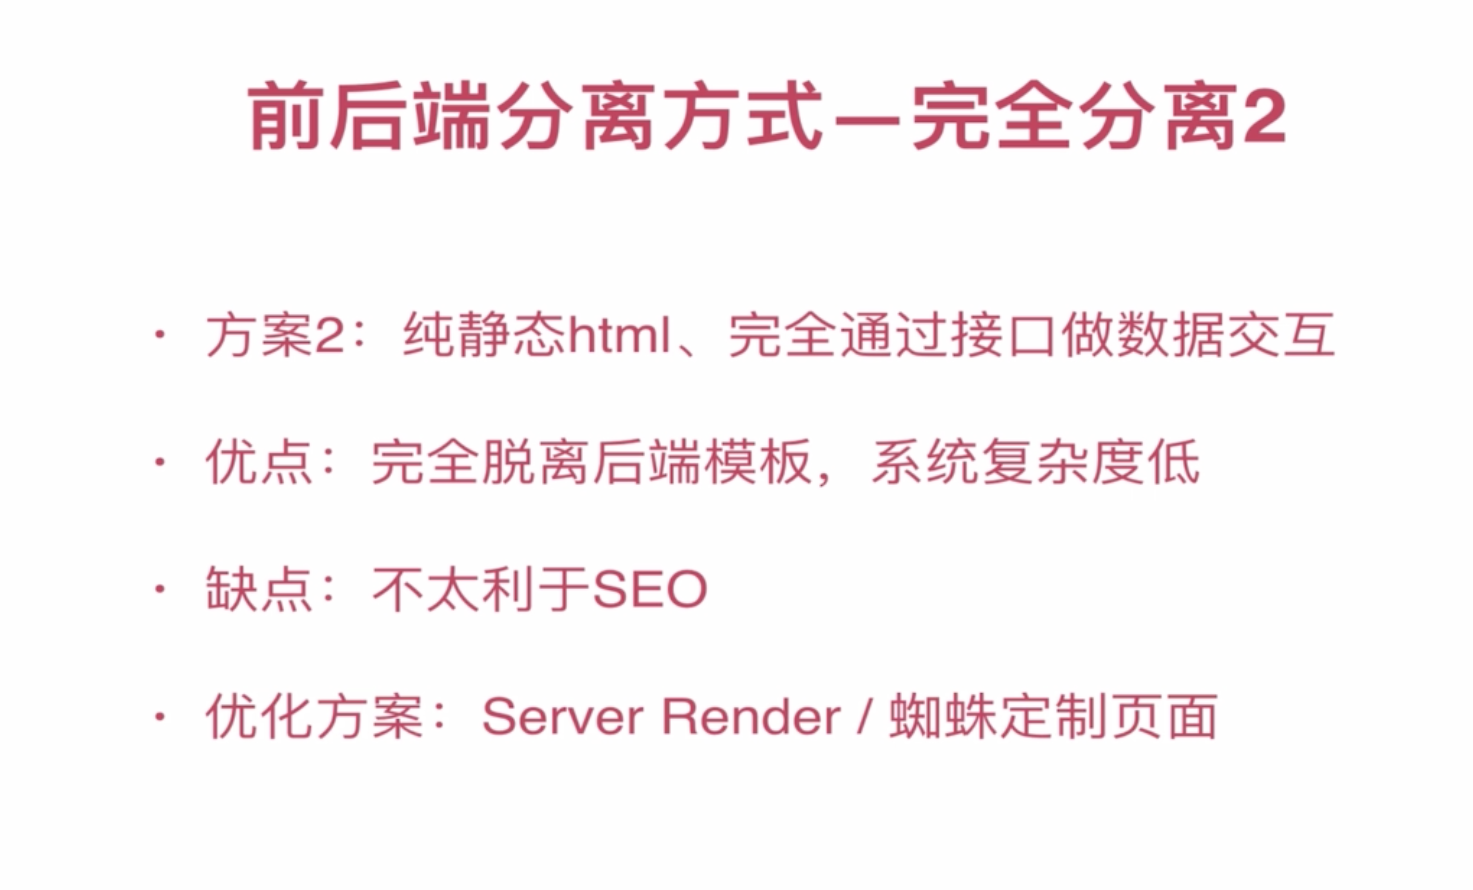 前后端分离方式—完全分离2
• 方案2：纯静态html、完全通过接口做数据交互
• 优点：完全脱离后端模板，系统复杂度低
• 缺点：不太利于SEO
• 优化方案：Server Render / 蜘蛛定制页面